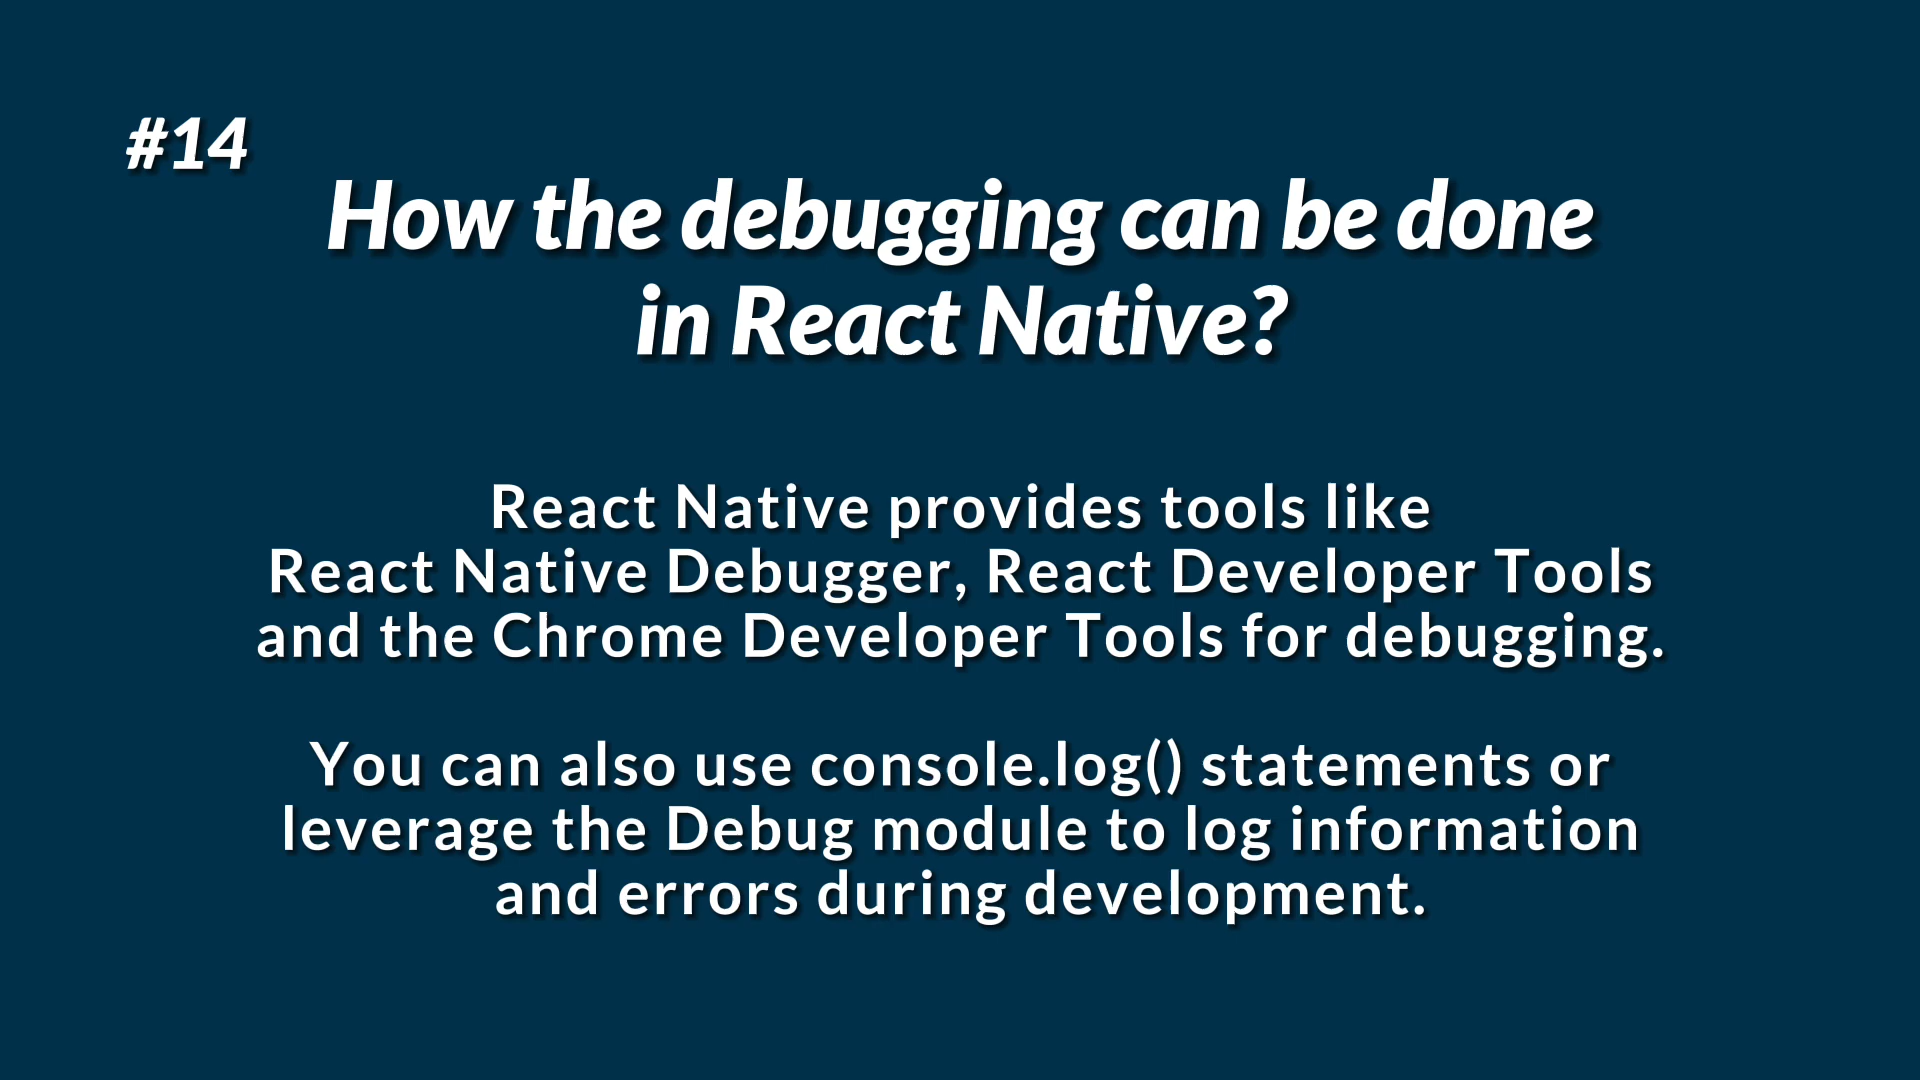 #14
How the debugging can be done
in React Native?
React Native provides tools like
React Native Debugger, React Developer Tools
and the Chrome Developer Tools for debugging.
You can also use console.log() statements or
leverage the Debug module to log information
and errors during development.